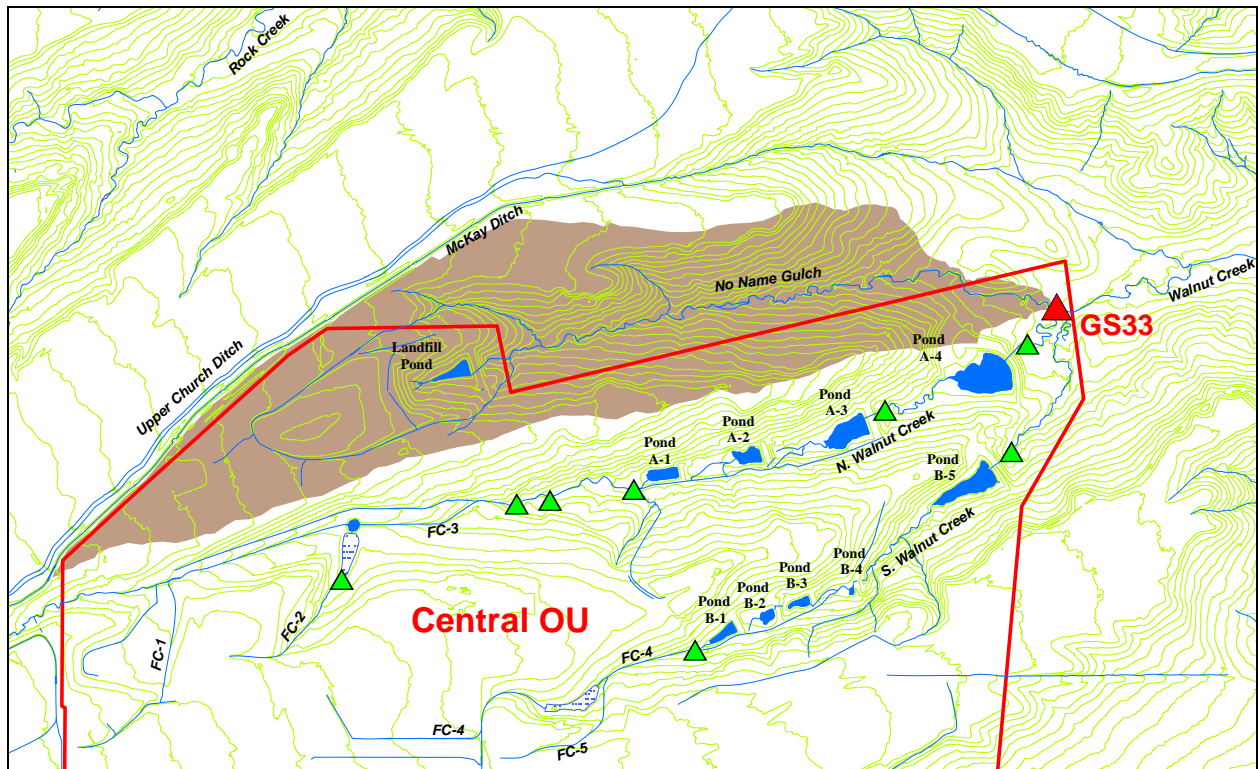 Rock Creek
McKay Ditch
No Name Gulch
Walnut Creek
GS33
Upper Church Ditch
Landfill
Pond
Pond
A-4
Pond
A-3
Pond
A-2
Pond
A-1
N. Walnut Creek
Pond
B-5
FC-3
S. Walnut Creek
Pond
B-4
Pond
B-3
Pond
B-2
Pond
B-1
Central OU
FC-2
FC-1
FC-4
FC-4
FC-5